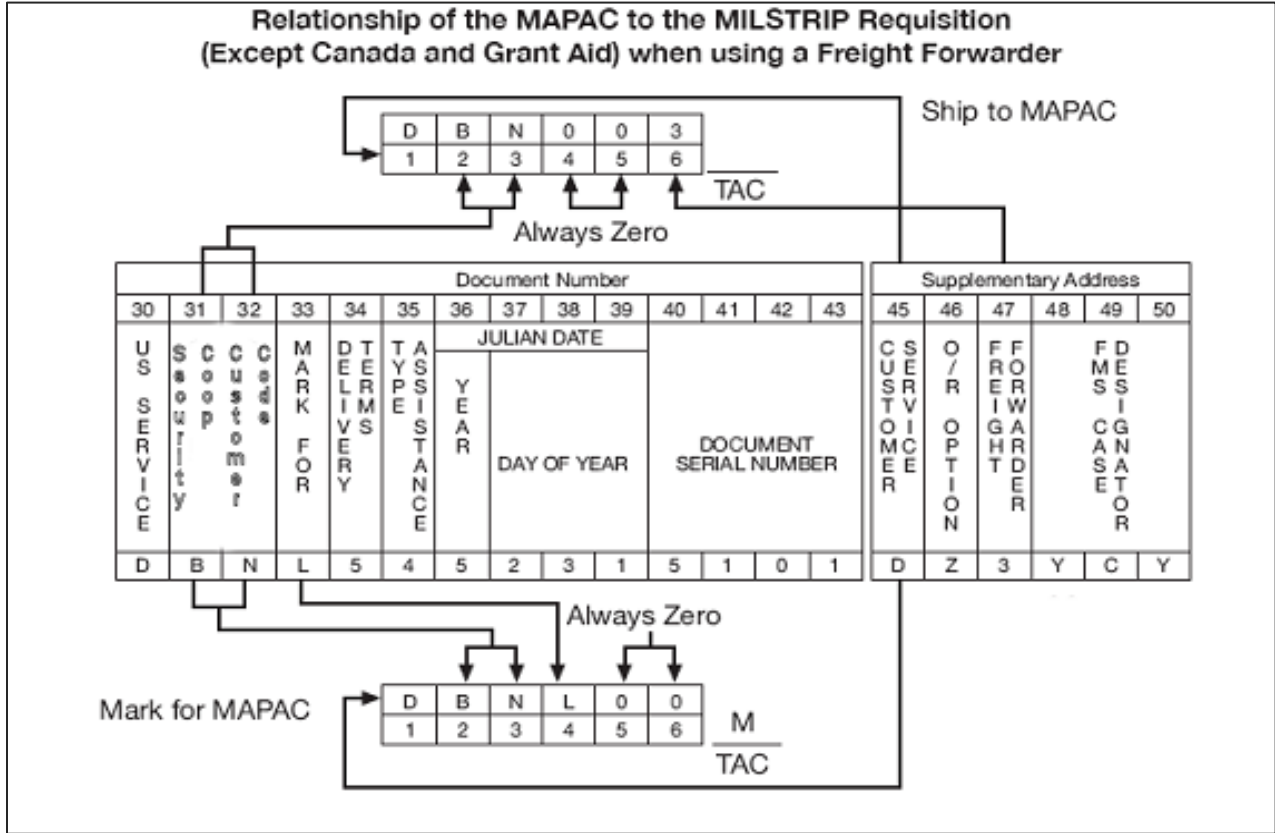 Relationship of the MAPAC to the MILSTRIP Requisition
(Except Canada and Grant Aid) when using a Freight Forwarder
Ship to MAPAC
D B N 0 0 3
1 2 3 4 5 6
TAC
Always Zero
Document Number
Supplementary Address
30 31 32 33 34 35 36 37 38 39 40 41 42 43 45 46 47 48 49 50
US SERVICE
Security Coop
Customer Code
MARK FOR
DELIVERY TERMS
TYPE ASSISTANCE
JULIAN DATE
YEAR
DAY OF YEAR
DOCUMENT
SERIAL NUMBER
CUSTOMER SERVICE
O/R OPTION
FREIGHT FORWARDER
FMS CASE DESIGNATOR
D B N L 5 4 5 2 3 1 5 1 0 1 D Z 3 Y C Y
Always Zero
Mark for MAPAC
D B N L 0 0
1 2 3 4 5 6
M
TAC